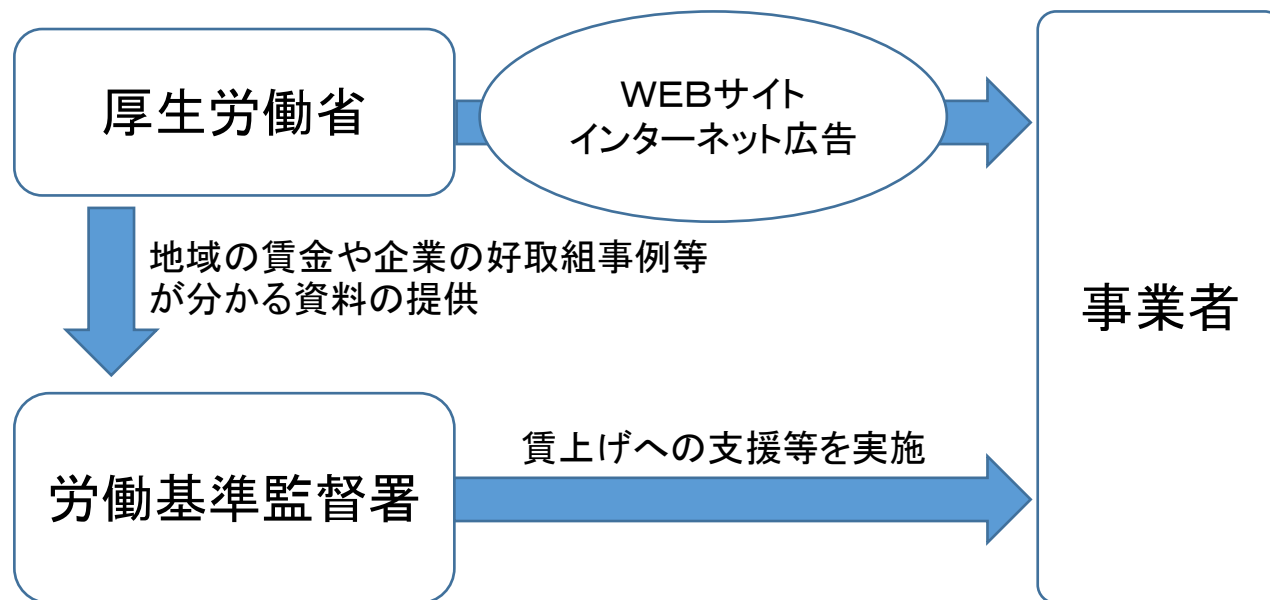 厚生労働省
WEBサイト
インターネット広告
地域の賃金や企業の好取組事例等
が分かる資料の提供
事業者
労働基準監督署
賃上げへの支援等を実施